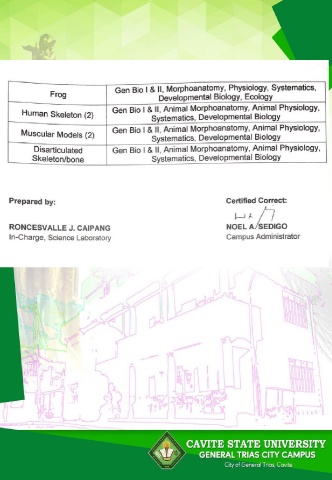 Frog
Gen Bio I & II, Morphoanatomy, Physiology, Systematics,
Developmental Biology, Ecology
Human Skeleton (2)
Gen Bio I & II, Animal Morphoanatomy, Animal Physiology,
Systematics, Developmental Biology
Muscular Models (2)
Gen Bio I & II, Animal Morphoanatomy, Animal Physiology,
Systematics, Developmental Biology
Disarticulated
Skeleton/bone
Gen Bio I & II, Animal Morphoanatomy, Animal Physiology,
Systematics, Developmental Biology
Prepared by:
Certified Correct:
RONCESVALLE J. CAIPANG
NOEL A. SEDIGO
In-Charge, Science Laboratory
Campus Administrator
CAVITE STATE UNIVERSITY
GENERAL TRIAS CITY CAMPUS
City of General Trias, Cavite